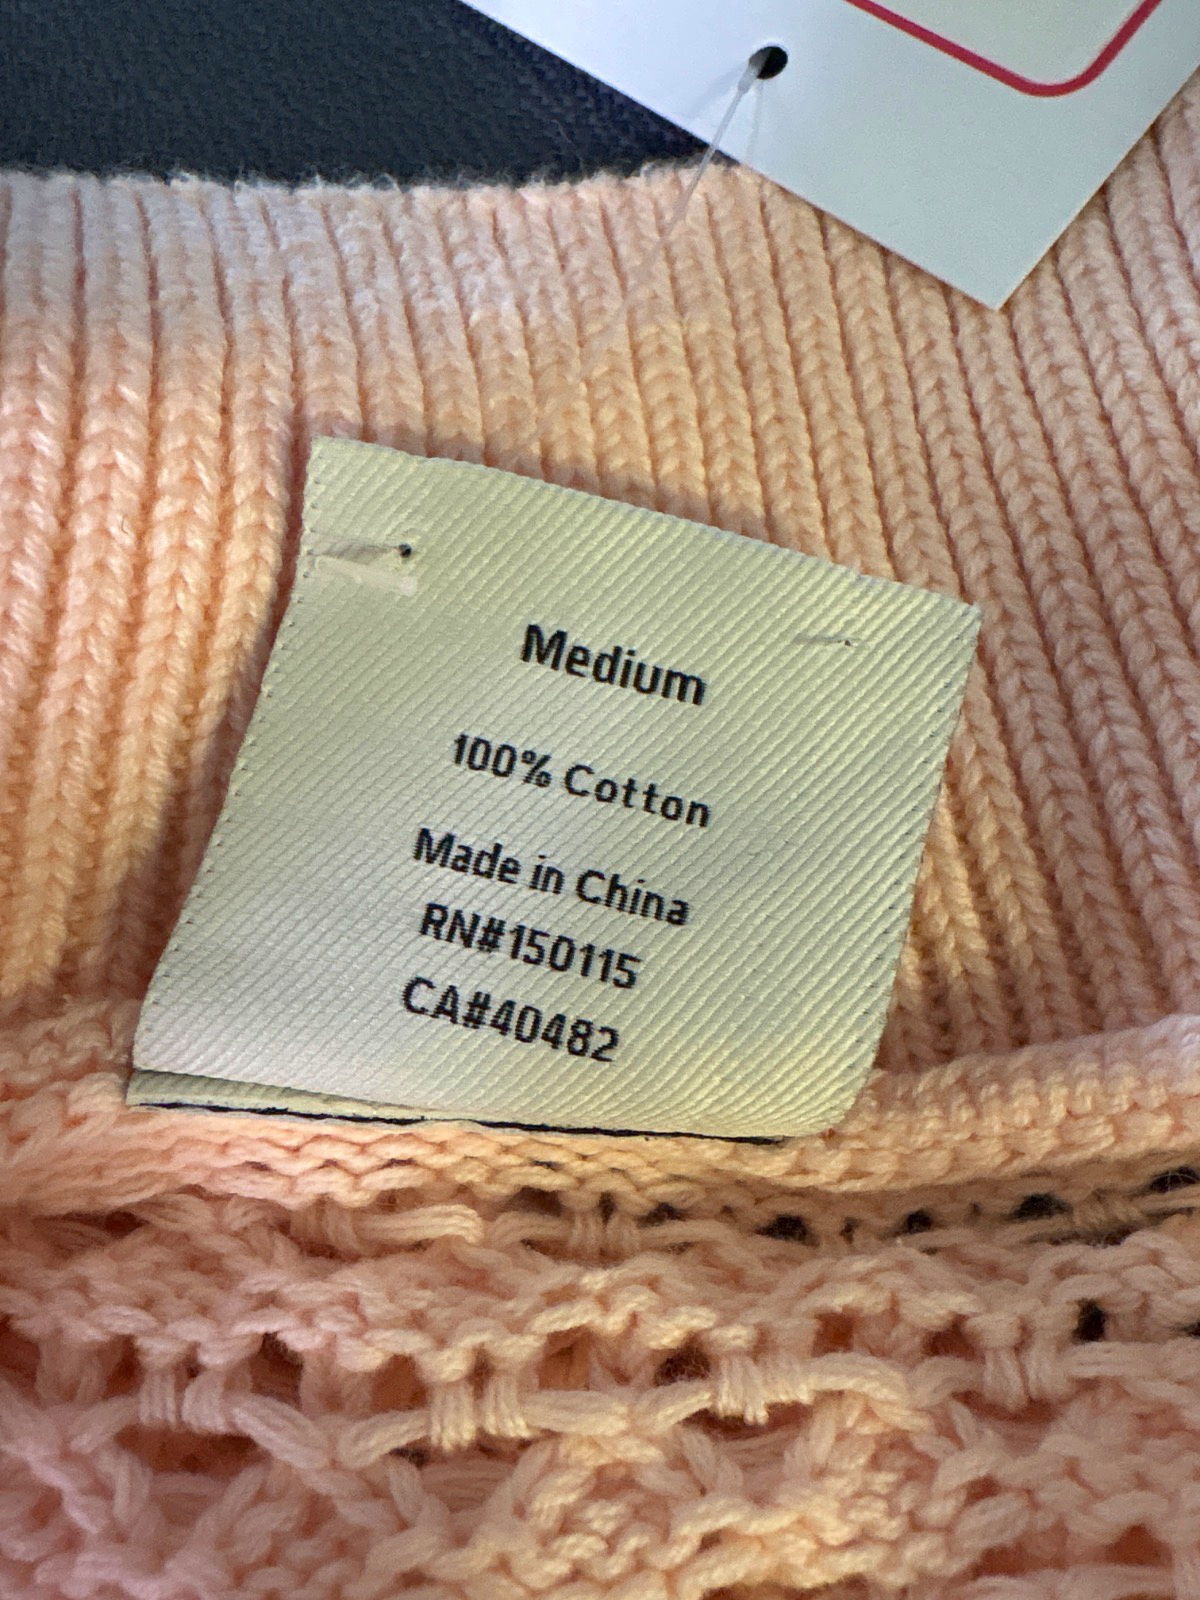 Medium
100% Cotton
Made in China
RN#150115
CA#40482